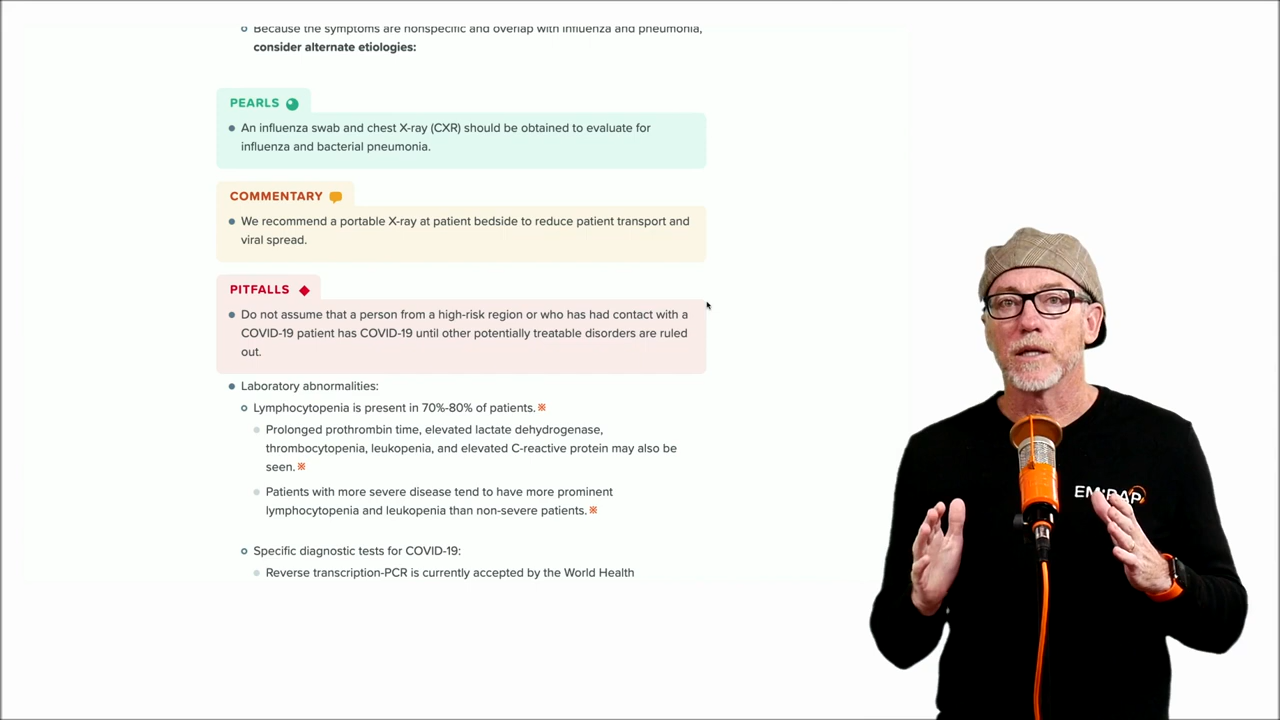 Because the symptoms are nonspecific and overlap with influenza and pneumonia,
consider alternate etiologies:
PEARLS
An influenza swab and chest X-ray (CXR) should be obtained to evaluate for
influenza and bacterial pneumonia.
COMMENTARY
We recommend a portable X-ray at patient bedside to reduce patient transport and
viral spread.
PITFALLS
Do not assume that a person from a high-risk region or who has had contact with a
COVID-19 patient has COVID-19 until other potentially treatable disorders are ruled
out.
Laboratory abnormalities:
Lymphocytopenia is present in 70%-80% of patients.※
Prolonged prothrombin time, elevated lactate dehydrogenase,
thrombocytopenia, leukopenia, and elevated C-reactive protein may also be
seen.※
Patients with more severe disease tend to have more prominent
lymphocytopenia and leukopenia than non-severe patients.※
Specific diagnostic tests for COVID-19:
Reverse transcription-PCR is currently accepted by the World Health
EM:RAP